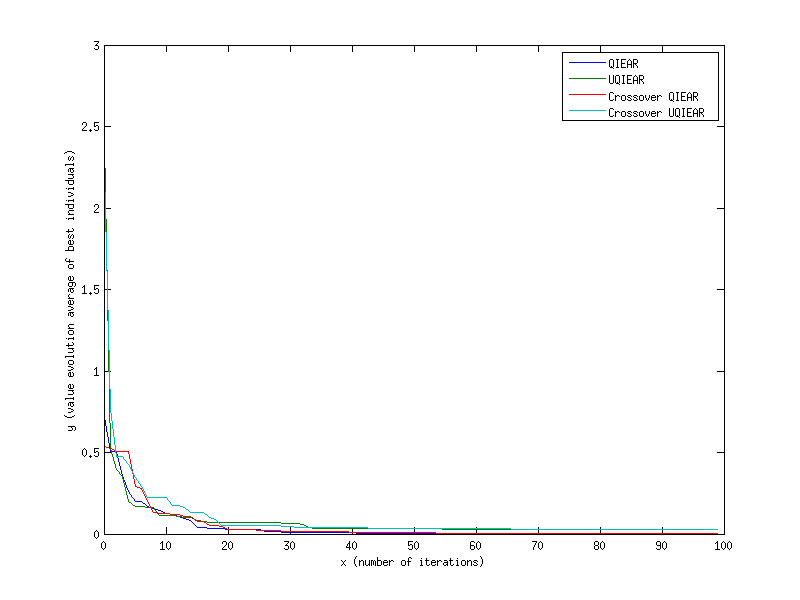 3
2.5
2
1.5
1
0.5
0
0 10 20 30 40 50 60 70 80 90 100
y (value evolution average of best individuals)
x (number of iterations)
QIEAR
UQIEAR
Crossover QIEAR
Crossover UQIEAR